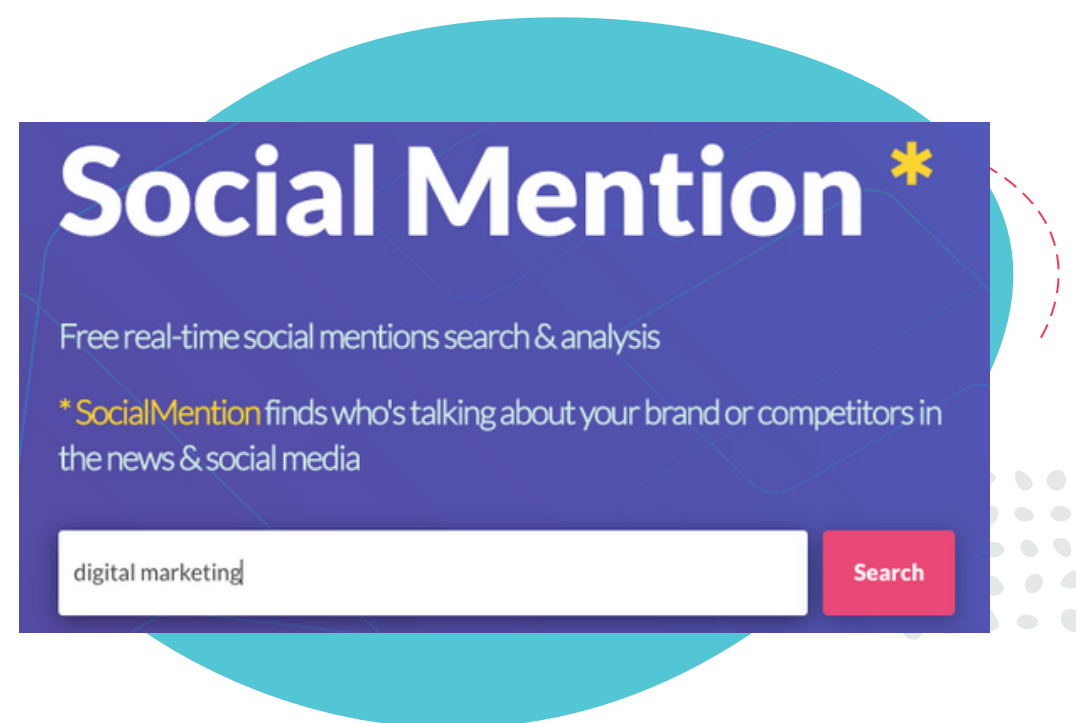 Social Mention *
Free real-time social mentions search & analysis
* SocialMention finds who's talking about your brand or competitors in
the news & social media
digital marketing
Search